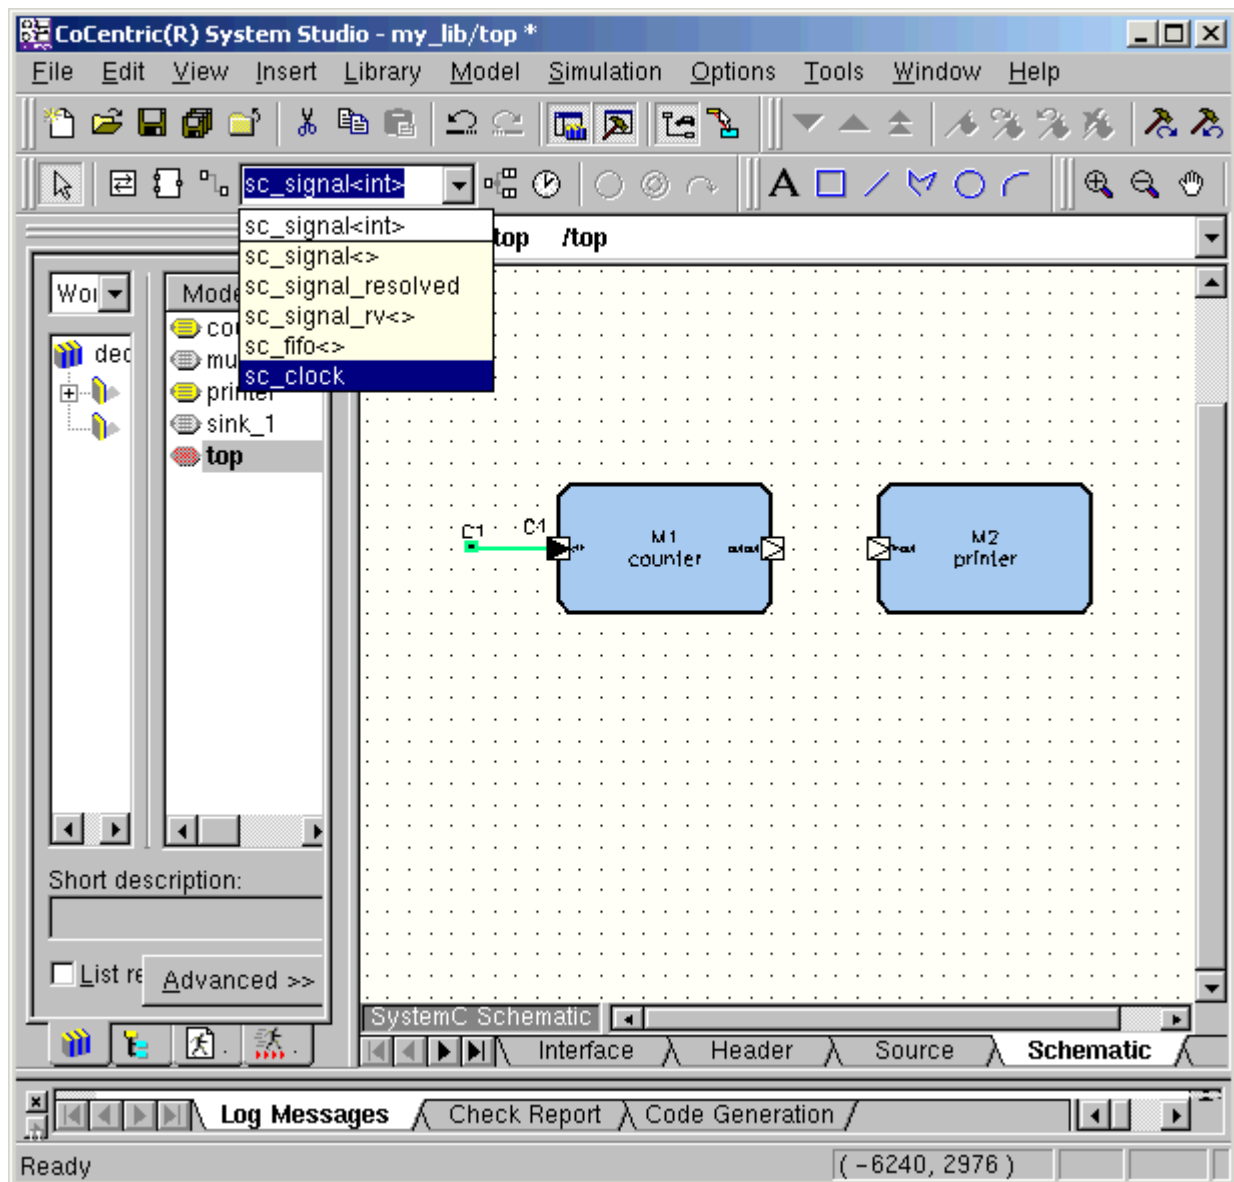 CoCentric(R) System Studio - my_lib/top *
File Edit View Insert Library Model Simulation Options Tools Window Help
sc_signal<int>
A
sc_signal<int>
sc_signal<>
sc_signal_resolved
sc_signal_rv<>
sc_fifo<>
sc_clock
top /top
Wor
Mode
cou
dec
mu
printer
sink_1
top
C1
C1
M1
counter
M2
printer
Short description:
List re
Advanced >>
SystemC Schematic
Interface Header Source Schematic
Log Messages Check Report Code Generation
Ready
( -6240, 2976 )